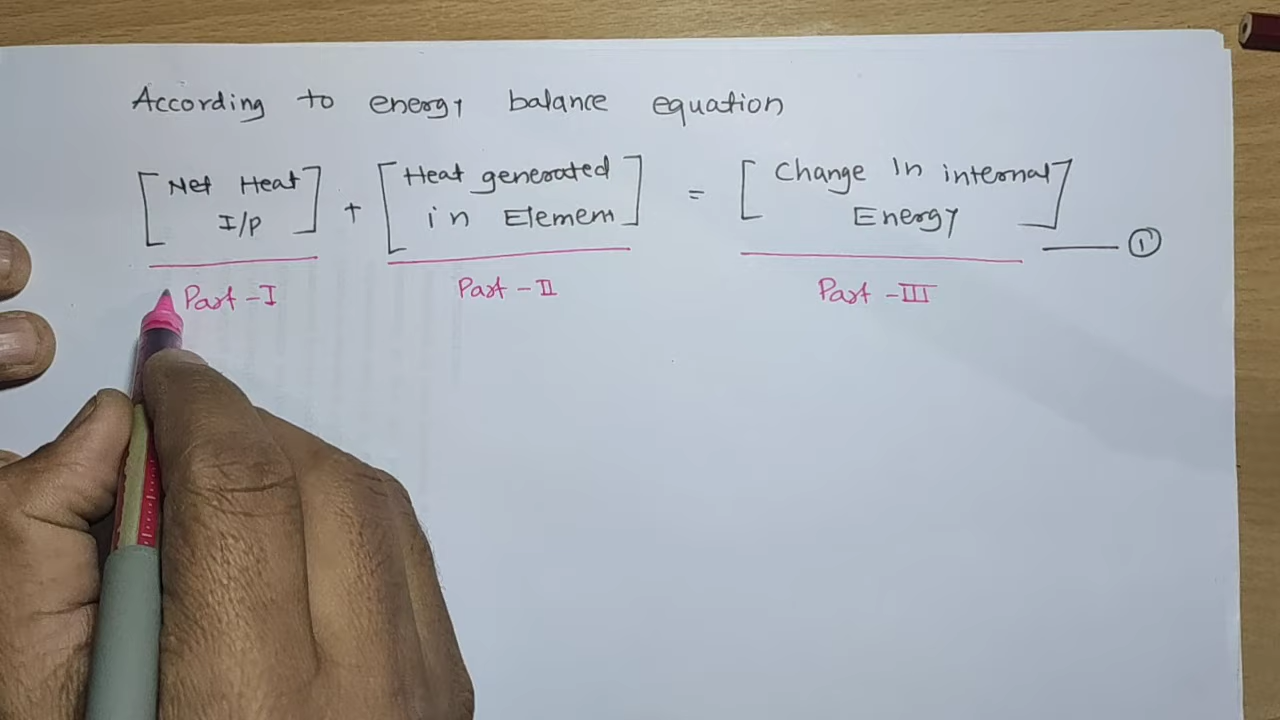 According to energy balance equation
[Net Heat I/P] + [Heat generated in Elemem] = [Change In internal Energy] —— ①
Part - I Part - II Part - III